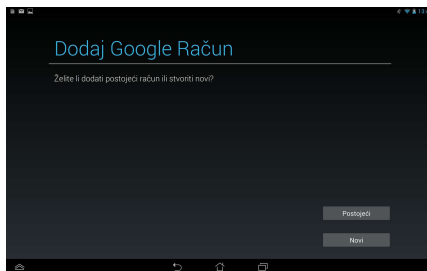 Dodaj Google Račun
Želite li dodati postojeći račun ili stvoriti novi?
Postojeći
Novi